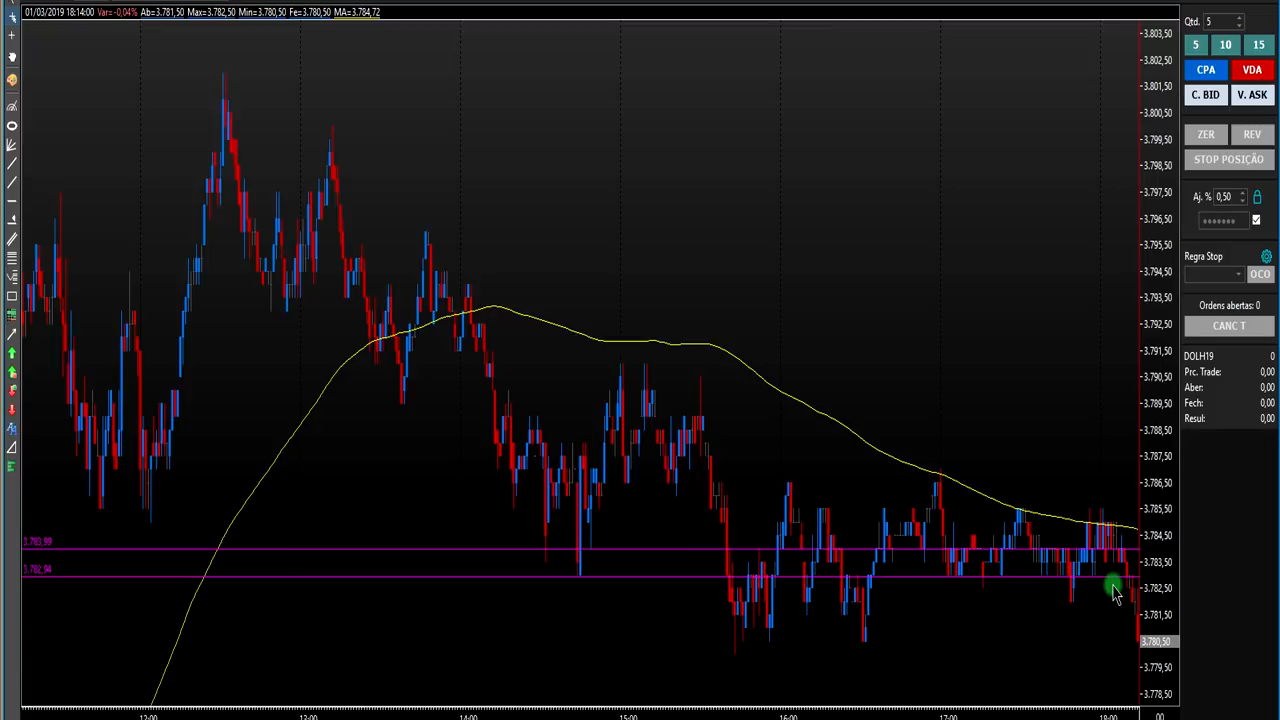 01/03/2019 18:14:00 Var= -0,04% Ab=3.781,50 Max=3.782,50 Min=3.780,50 Fe=3.780,50 MA=3.784,72
3.803,50
3.802,50
3.801,50
3.800,50
3.799,50
3.798,50
3.797,50
3.796,50
3.795,50
3.794,50
3.793,50
3.792,50
3.791,50
3.790,50
3.789,50
3.788,50
3.787,50
3.786,50
3.785,50
3.784,50
3.783,50
3.782,50
3.781,50
3.780,50
3.779,50
3.778,50
3.783,99
3.782,94
12:00 13:00 14:00 15:00 16:00 17:00 18:00 00
Qtd. 5
5 10 15
CPA VDA
C. BID V. ASK
ZER REV
STOP POSIÇÃO
Aj. % 0,50
Regra Stop
OCO
Ordens abertas: 0
CANC T
DOLH19 0
Prc. Trade: 0,00
Aber: 0,00
Fech: 0,00
Resul: 0,00